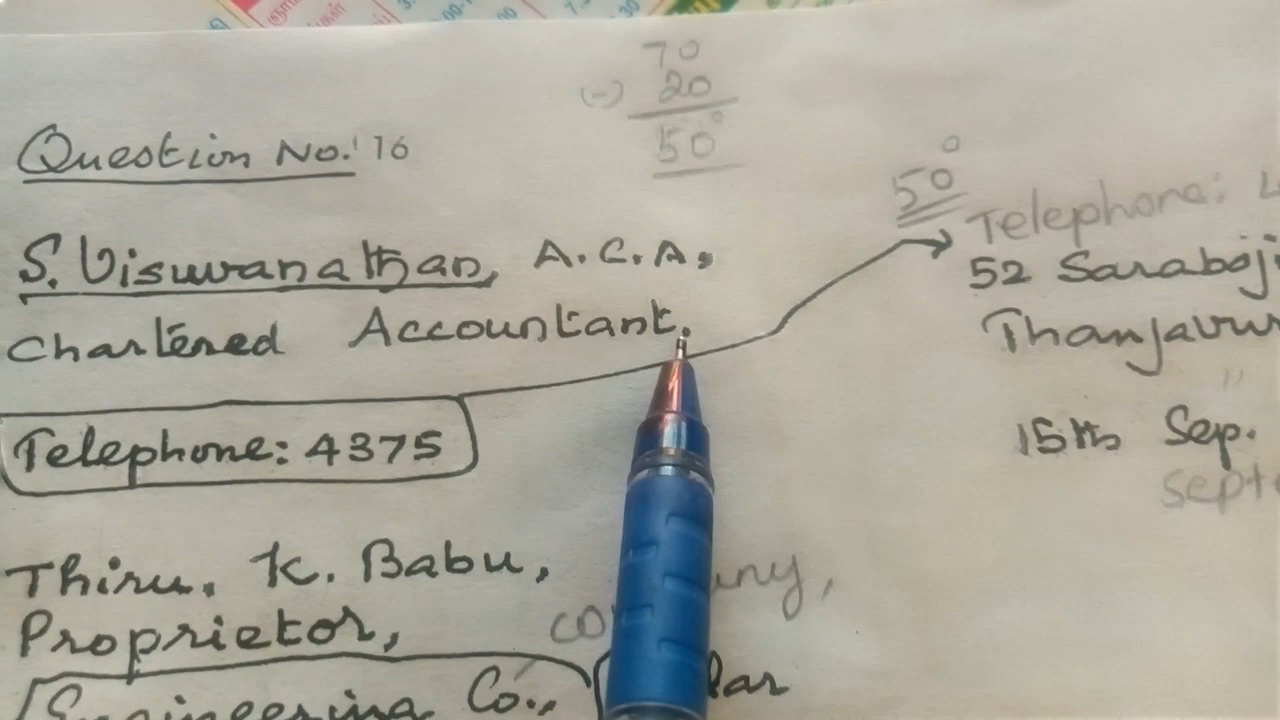 70
(-) 20
50°
Question No: 16
50°
Telephone:
S. Viswanathan, A.C.A.,
52 Saraboji
Chartered Accountant.
Thanjavur
Telephone: 4375
15th Sep.
Thiru. K. Babu,
Proprietor,
Engineering Co.,